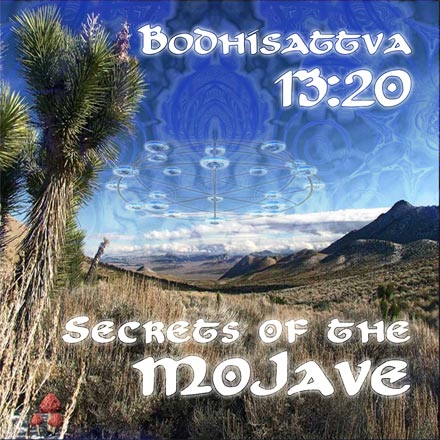 Bodhisattva
13:20
Secrets of the
Mojave